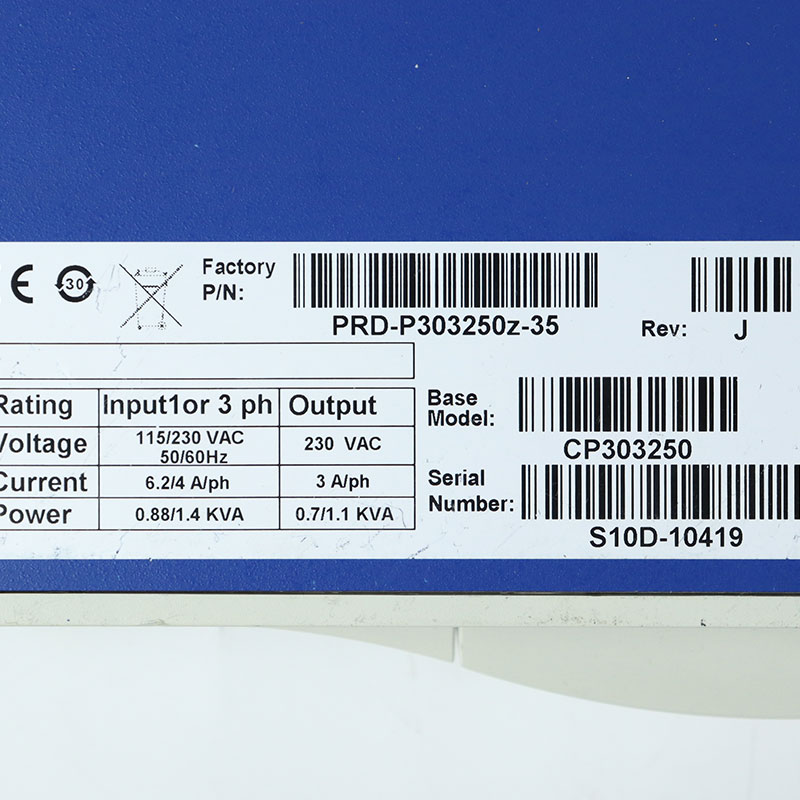 CE 30 Factory
P/N:
PRD-P303250z-35
Rev: J
Rating Input1or 3 ph Output
Voltage 115/230 VAC 230 VAC
50/60Hz
Current 6.2/4 A/ph 3 A/ph
Power 0.88/1.4 KVA 0.7/1.1 KVA
Base
Model:
CP303250
Serial
Number:
S10D-10419